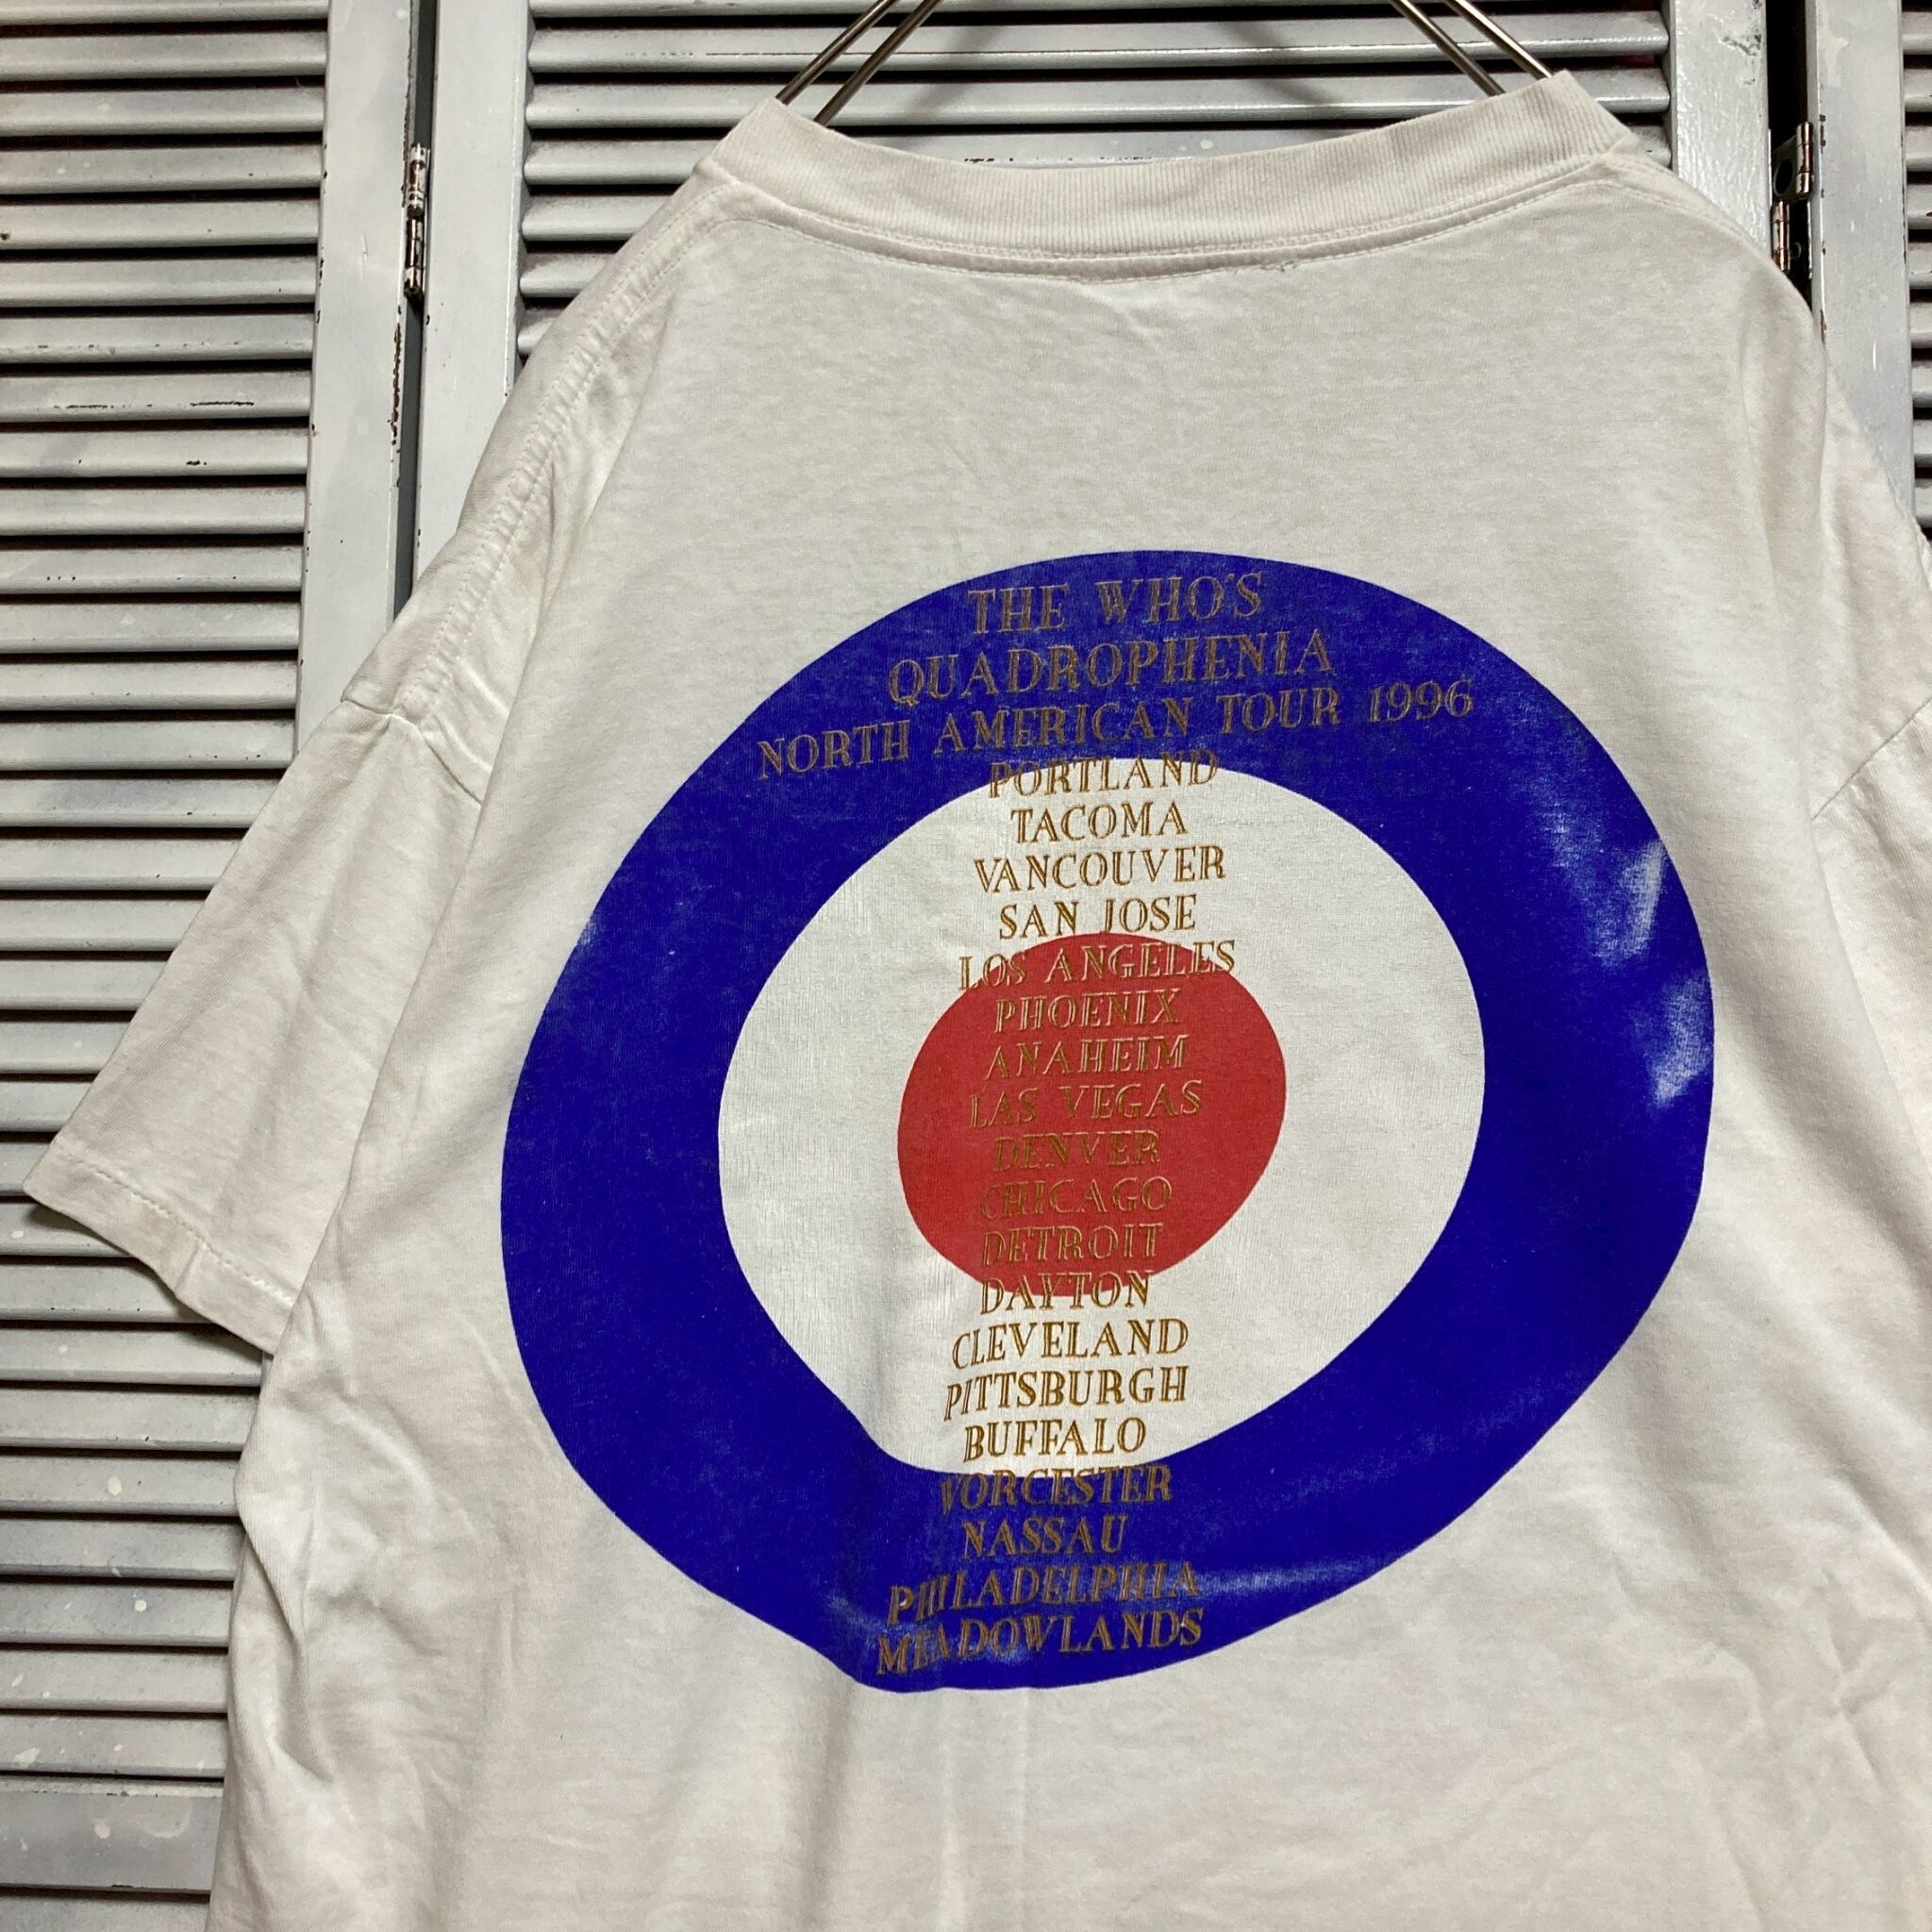 THE WHO'S
QUADROPHENIA
NORTH AMERICAN TOUR 1996
PORTLAND
TACOMA
VANCOUVER
SAN JOSE
LOS ANGELES
PHOENIX
ANAHEIM
LAS VEGAS
DENVER
CHICAGO
DETROIT
DAYTON
CLEVELAND
PITTSBURGH
BUFFALO
WORCESTER
NASSAU
PHILADELPHIA
MEADOWLANDS